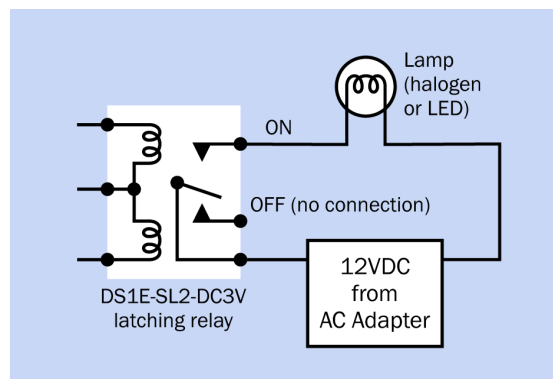 Lamp
(halogen
or LED)
ON
OFF (no connection)
12VDC
from
AC Adapter
DS1E-SL2-DC3V
latching relay